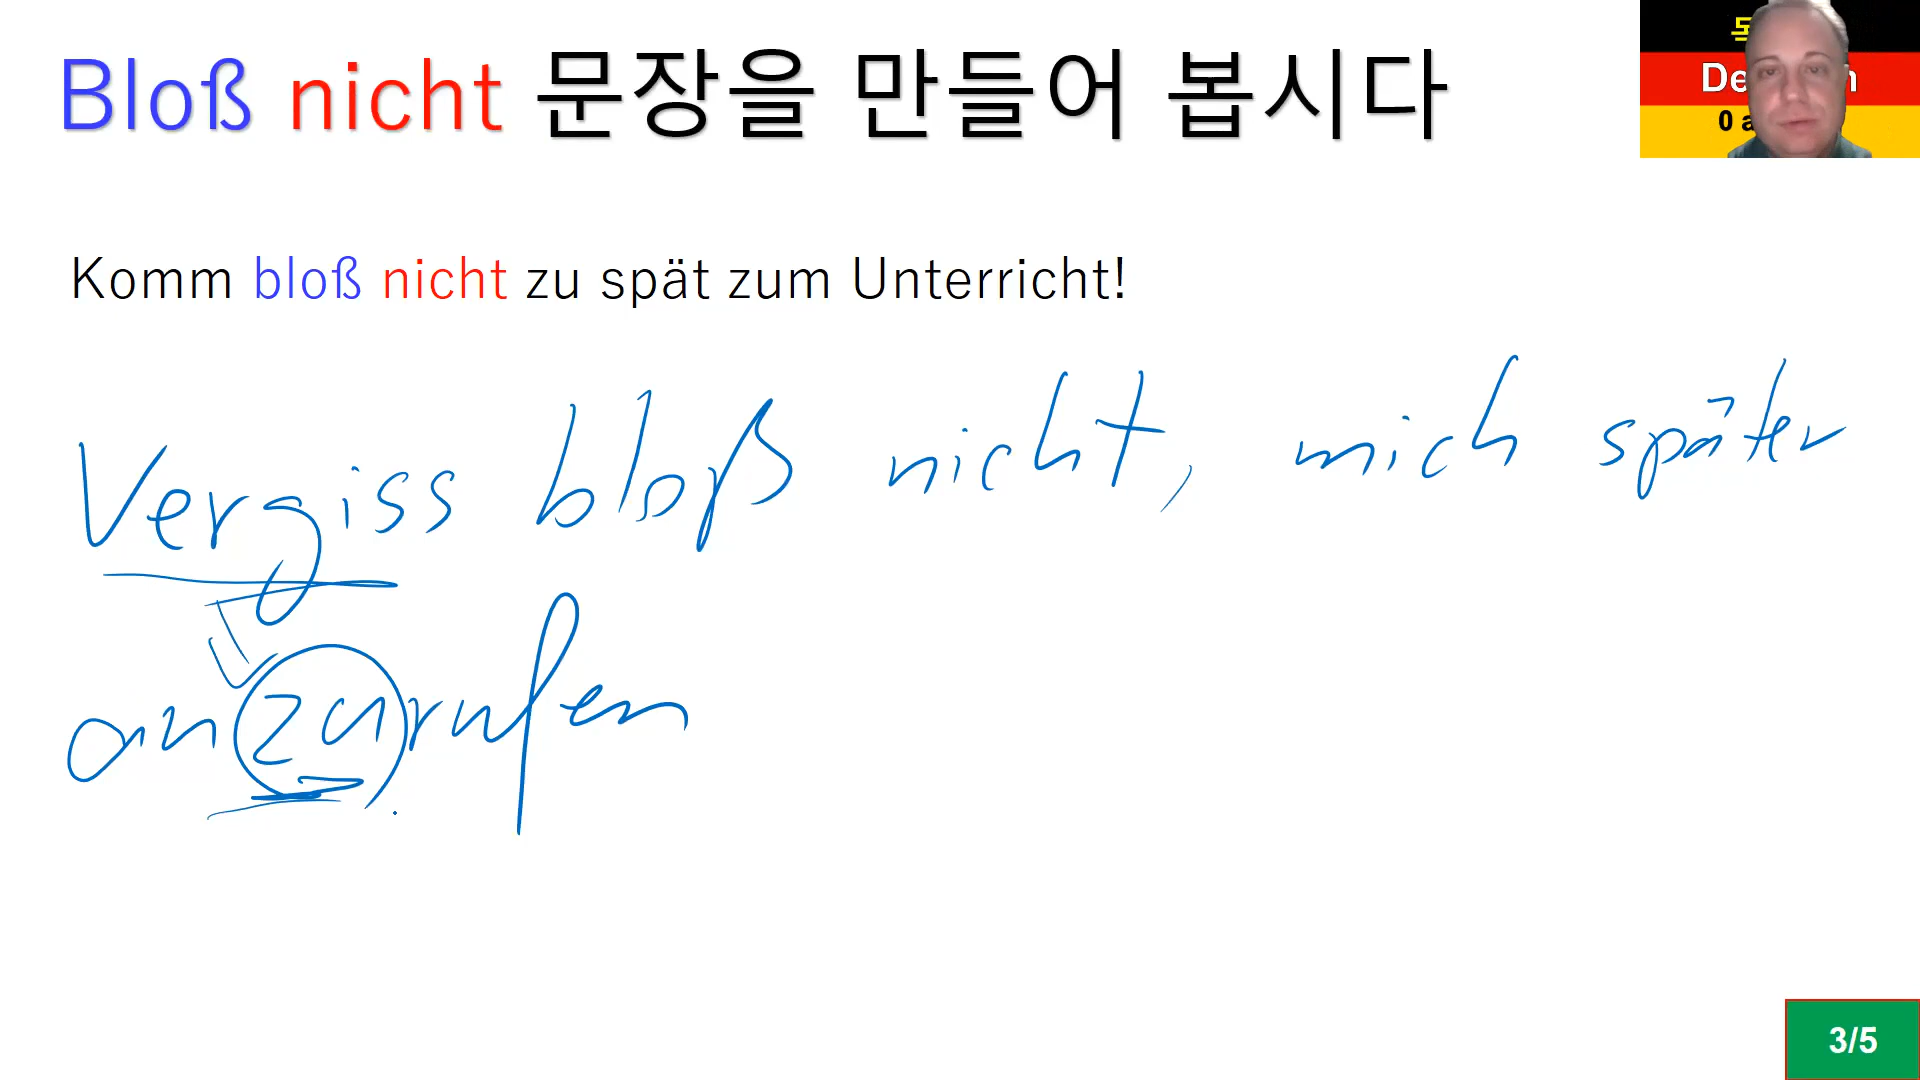 Bloß nicht 문장을 만들어 봅시다
Komm bloß nicht zu spät zum Unterricht!
Vergiss bloß nicht, mich später
anzurufen
3/5